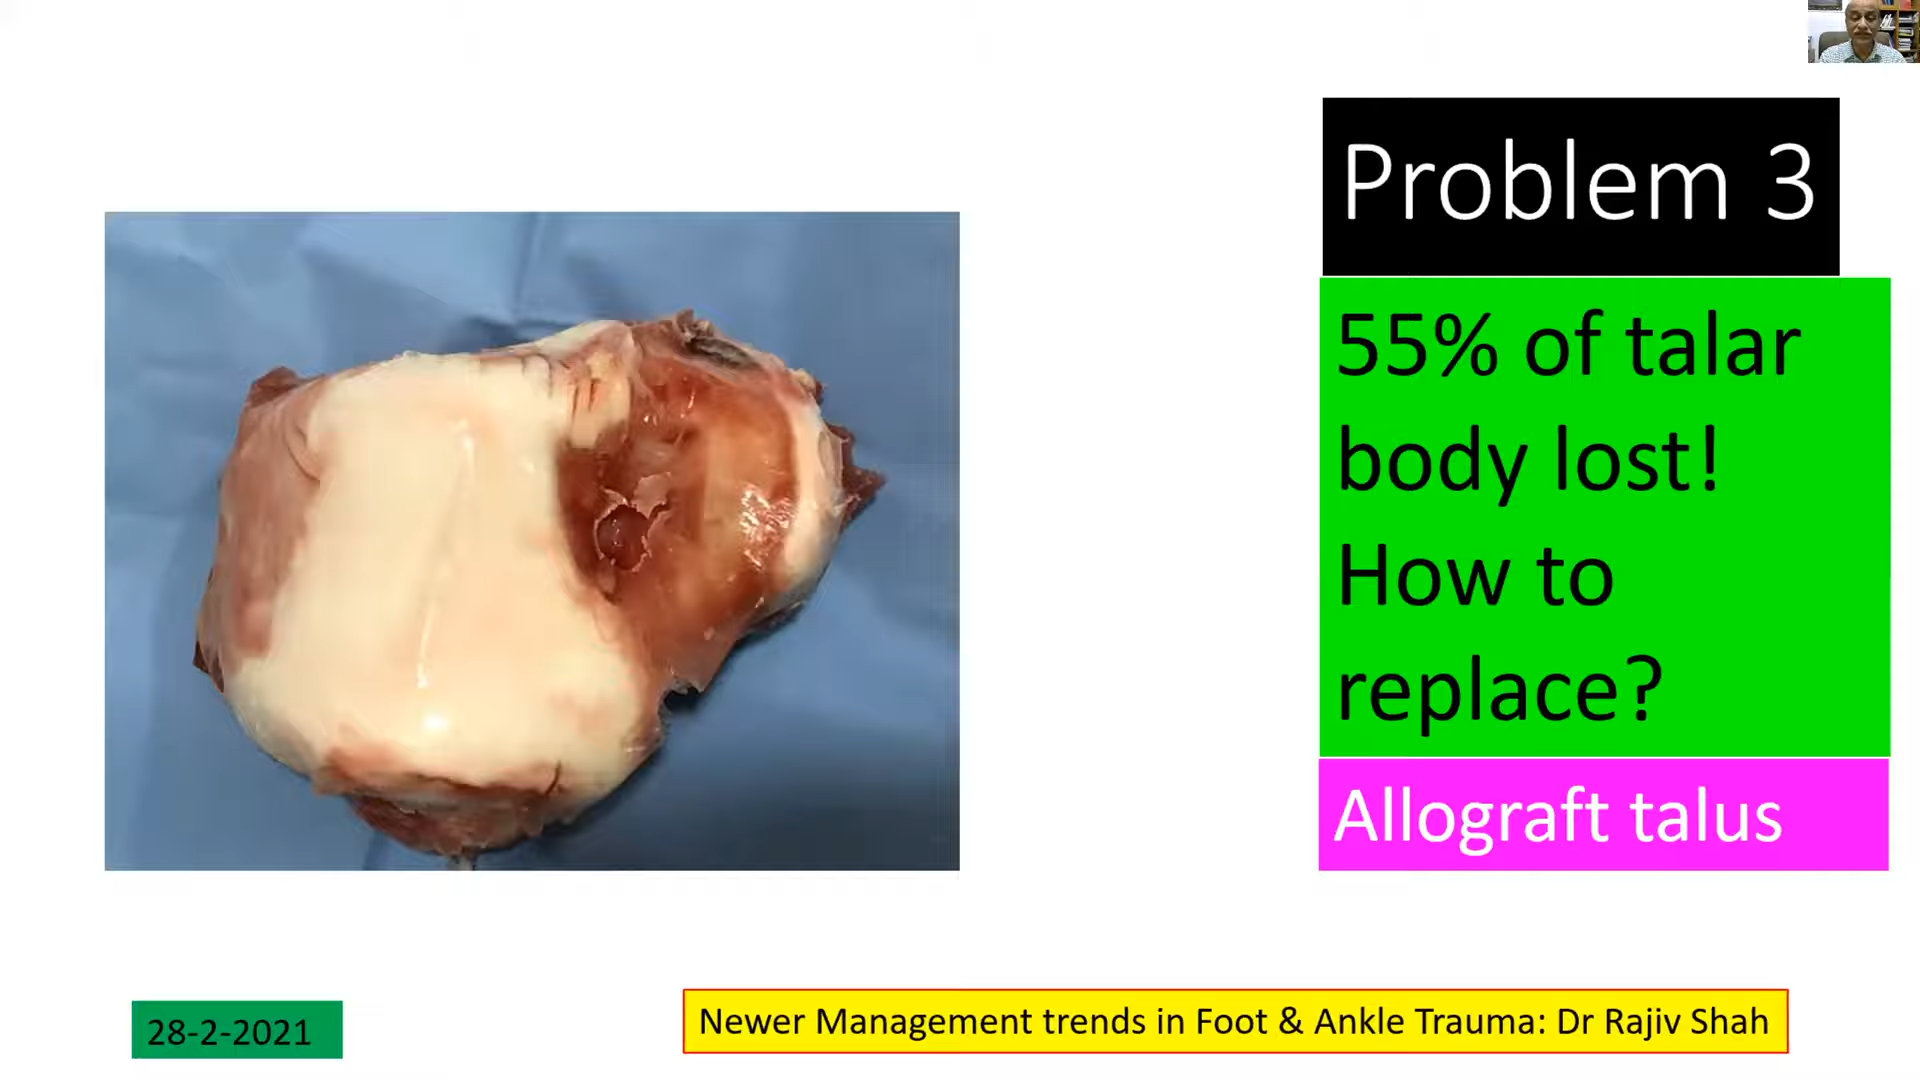 Problem 3
55% of talar
body lost!
How to
replace?
Allograft talus
28-2-2021
Newer Management trends in Foot & Ankle Trauma: Dr Rajiv Shah